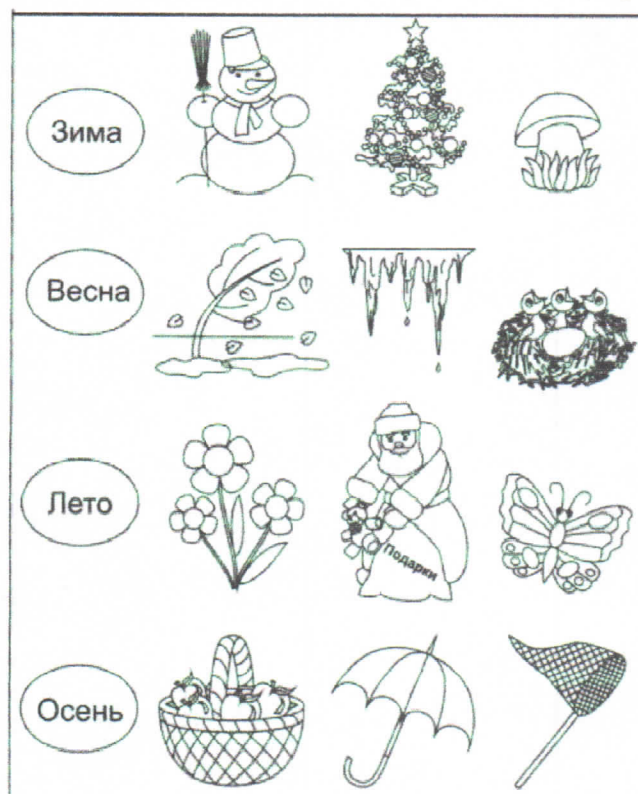 Зима
Весна
Лето
Подарки
Осень